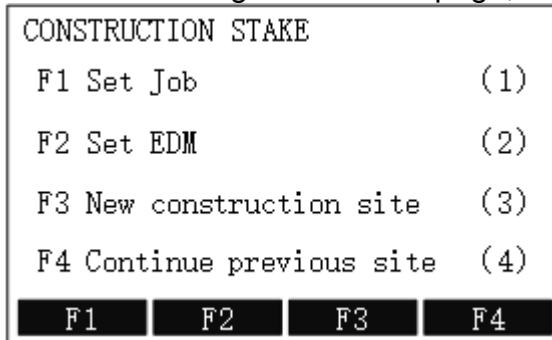 CONSTRUCTION STAKE
F1 Set Job (1)
F2 Set EDM (2)
F3 New construction site (3)
F4 Continue previous site (4)
F1 F2 F3 F4